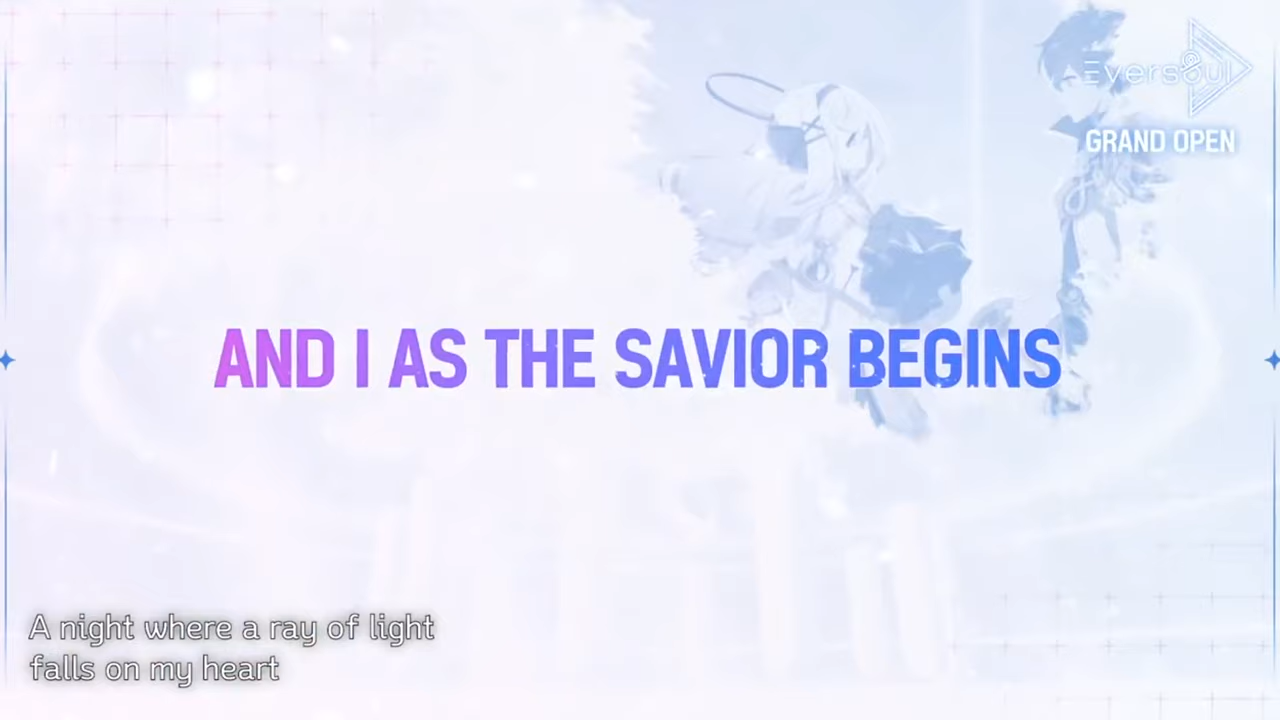 Eversoul
GRAND OPEN
AND I AS THE SAVIOR BEGINS
A night where a ray of light
falls on my heart